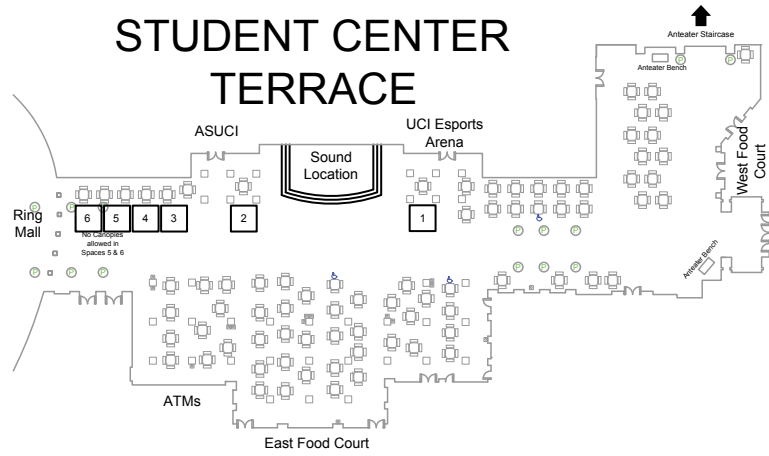 STUDENT CENTER
TERRACE
Anteater Staircase
Anteater Bench
P
P
ASUCI
UCI Esports
Arena
Sound
Location
West Food
Court
Ring
Mall
P
P
P
6
5
4
3
2
1
No Canopies
allowed in
Spaces 5 & 6
P
P
P
P
P
P
P
P
P
Anteater Bench
ATMs
East Food Court